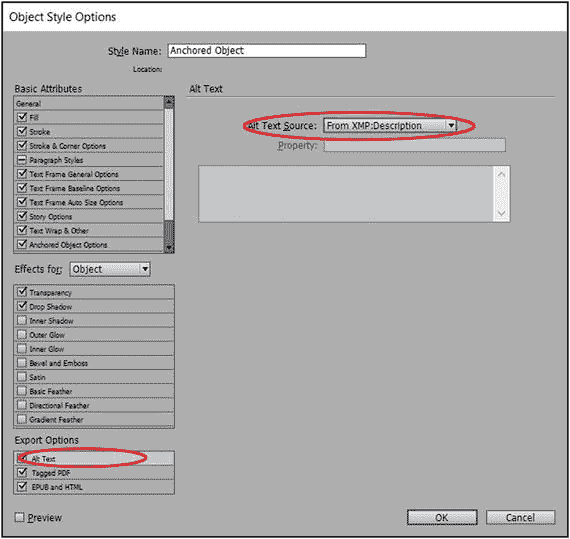 Object Style Options
Style Name: Anchored Object
Location:
Basic Attributes
General
Fill
Stroke
Stroke & Corner Options
Paragraph Styles
Text Frame General Options
Text Frame Baseline Options
Text Frame Auto Size Options
Story Options
Text Wrap & Other
Anchored Object Options
Effects for: Object
Transparency
Drop Shadow
Inner Shadow
Outer Glow
Inner Glow
Bevel and Emboss
Satin
Basic Feather
Directional Feather
Gradient Feather
Export Options
Alt Text
Tagged PDF
EPUB and HTML
Alt Text
Alt Text Source: From XMP:Description
Property:
Preview
OK
Cancel